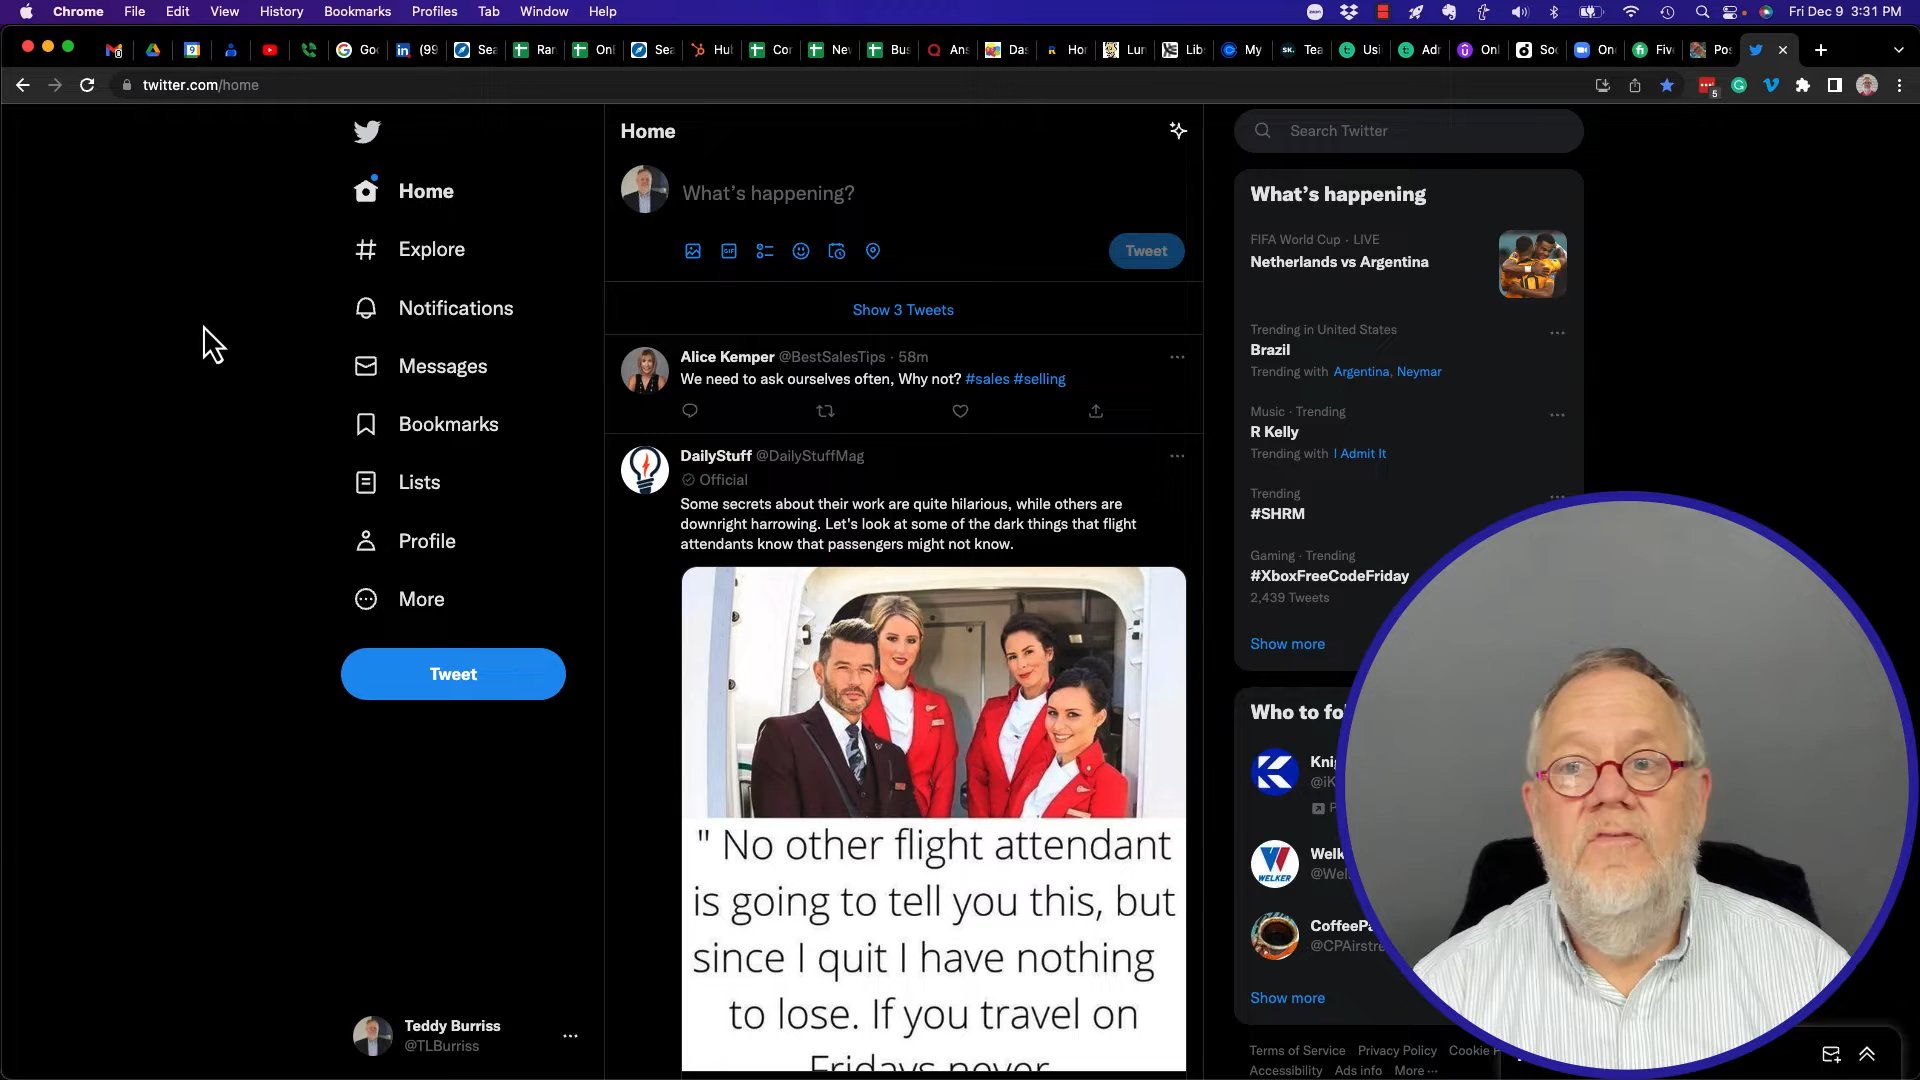 Chrome File Edit View History Bookmarks Profiles Tab Window Help
Fri Dec 9 3:31 PM
twitter.com/home
Home
Explore
Notifications
Messages
Bookmarks
Lists
Profile
More
Tweet
Teddy Burriss
@TLBurriss
Home
What's happening?
GIF
Tweet
Show 3 Tweets
Alice Kemper @BestSalesTips · 58m
We need to ask ourselves often, Why not? #sales #selling
DailyStuff @DailyStuffMag
Official
Some secrets about their work are quite hilarious, while others are
downright harrowing. Let's look at some of the dark things that flight
attendants know that passengers might not know.
" No other flight attendant
is going to tell you this, but
since I quit I have nothing
to lose. If you travel on
Fridays never
Search Twitter
What's happening
FIFA World Cup · LIVE
Netherlands vs Argentina
Trending in United States
Brazil
Trending with Argentina, Neymar
Music · Trending
R Kelly
Trending with I Admit It
Trending
#SHRM
Gaming · Trending
#XboxFreeCodeFriday
2,439 Tweets
Show more
Who to
WELKER
Show more
Terms of Service Privacy Policy Cookie
Accessibility Ads info More ···